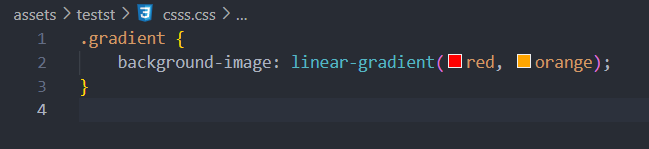 assets > testst > csss.css > ...
1 .gradient {
2 background-image: linear-gradient(red, orange);
3 }
4